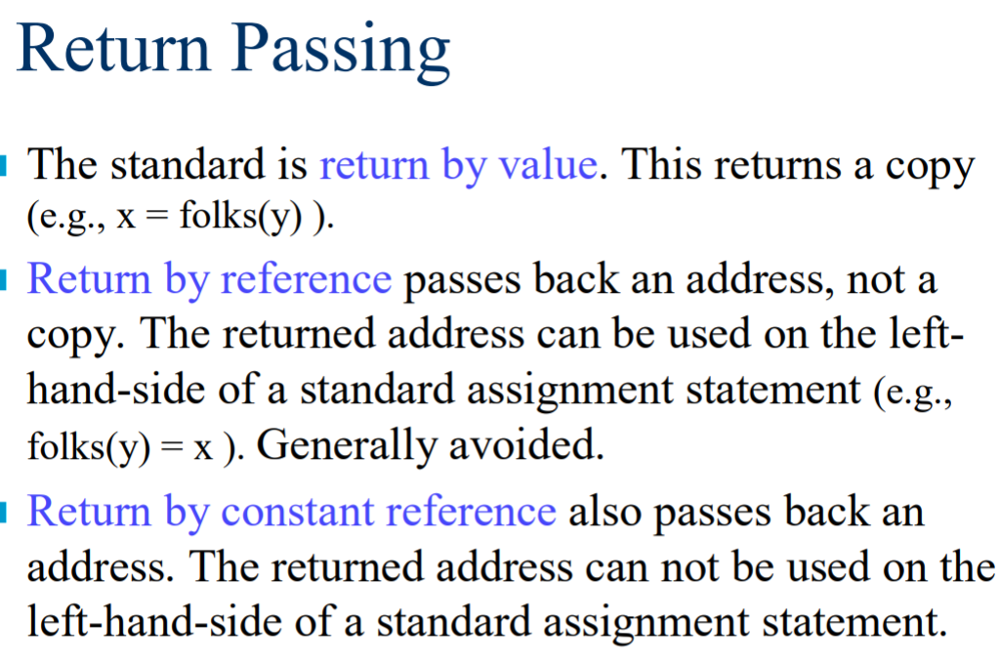 Return Passing
The standard is return by value. This returns a copy
(e.g., x = folks(y) ).
Return by reference passes back an address, not a
copy. The returned address can be used on the left-
hand-side of a standard assignment statement (e.g.,
folks(y) = x ). Generally avoided.
Return by constant reference also passes back an
address. The returned address can not be used on the
left-hand-side of a standard assignment statement.